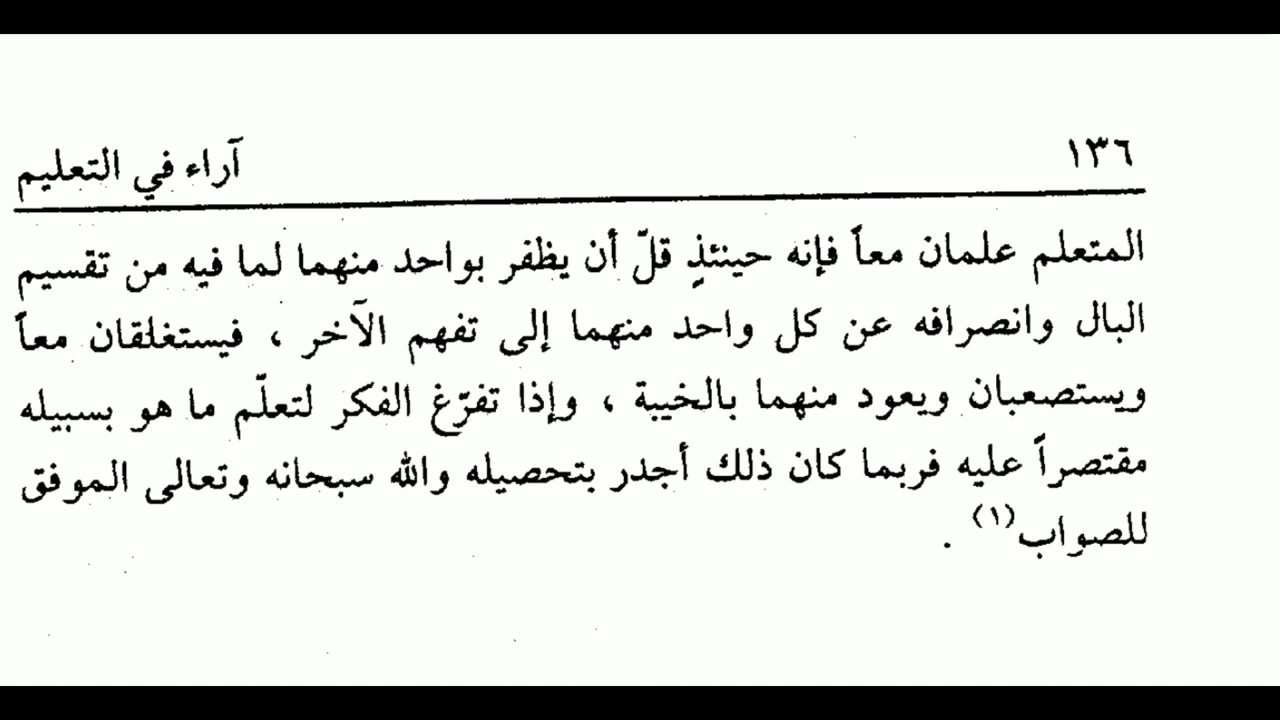 ١٣٦
آراء في التعليم
المتعلم علمان معاً فإنه حينئذٍ قلّ أن يظفر بواحد منهما لما فيه من تقسيم
البال وانصرافه عن كل واحد منهما إلى تفهم الآخر ، فيستغلقان معاً
ويستصعبان ويعود منهما بالخيبة ، وإذا تفرّغ الفكر لتعلّم ما هو بسبيله
مقتصراً عليه فربما كان ذلك أجدر بتحصيله والله سبحانه وتعالى الموفق
للصواب(١) .